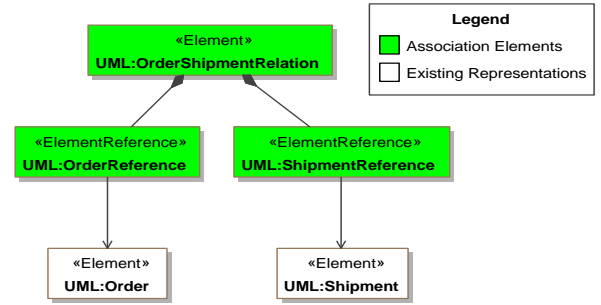 «Element»
UML:OrderShipmentRelation
Legend
Association Elements
Existing Representations
«ElementReference»
UML:OrderReference
«ElementReference»
UML:ShipmentReference
«Element»
UML:Order
«Element»
UML:Shipment